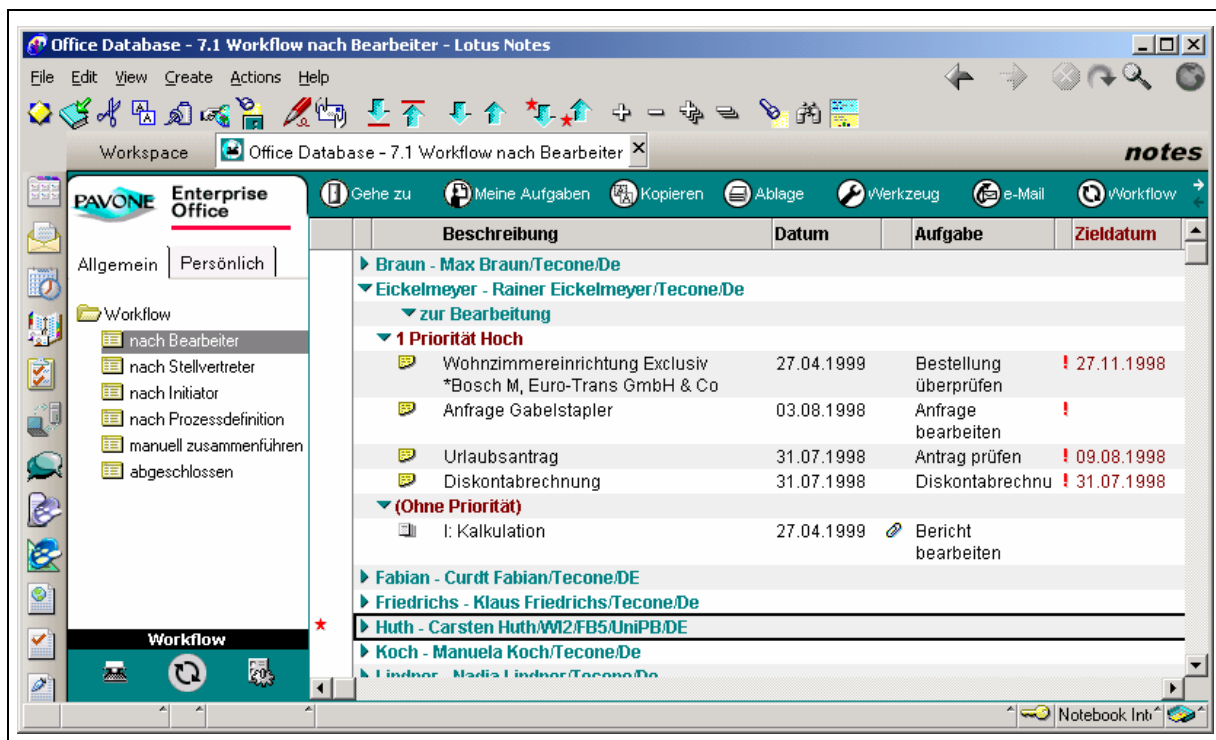 Office Database - 7.1 Workflow nach Bearbeiter - Lotus Notes
File Edit View Create Actions Help
Workspace Office Database - 7.1 Workflow nach Bearbeiter notes
PAVONE Enterprise Office
Gehe zu Meine Aufgaben Kopieren Ablage Werkzeug e-Mail Workflow
Allgemein Persönlich
Workflow
nach Bearbeiter
nach Stellvertreter
nach Initiator
nach Prozessdefinition
manuell zusammenführen
abgeschlossen
Workflow
Beschreibung Datum Aufgabe Zieldatum
Braun - Max Braun/Tecone/De
Eickelmeyer - Rainer Eickelmeyer/Tecone/De
zur Bearbeitung
1 Priorität Hoch
Wohnzimmereinrichtung Exclusiv 27.04.1999 Bestellung ! 27.11.1998
*Bosch M, Euro-Trans GmbH & Co überprüfen
Anfrage Gabelstapler 03.08.1998 Anfrage !
bearbeiten
Urlaubsantrag 31.07.1998 Antrag prüfen ! 09.08.1998
Diskontabrechnung 31.07.1998 Diskontabrechnu ! 31.07.1998
(Ohne Priorität)
I: Kalkulation 27.04.1999 Bericht
bearbeiten
Fabian - Curdt Fabian/Tecone/DE
Friedrichs - Klaus Friedrichs/Tecone/De
Huth - Carsten Huth/WI2/FB5/UniPB/DE
Koch - Manuela Koch/Tecone/De
Lindner - Nadia Lindner/Tecone/De
Notebook Int